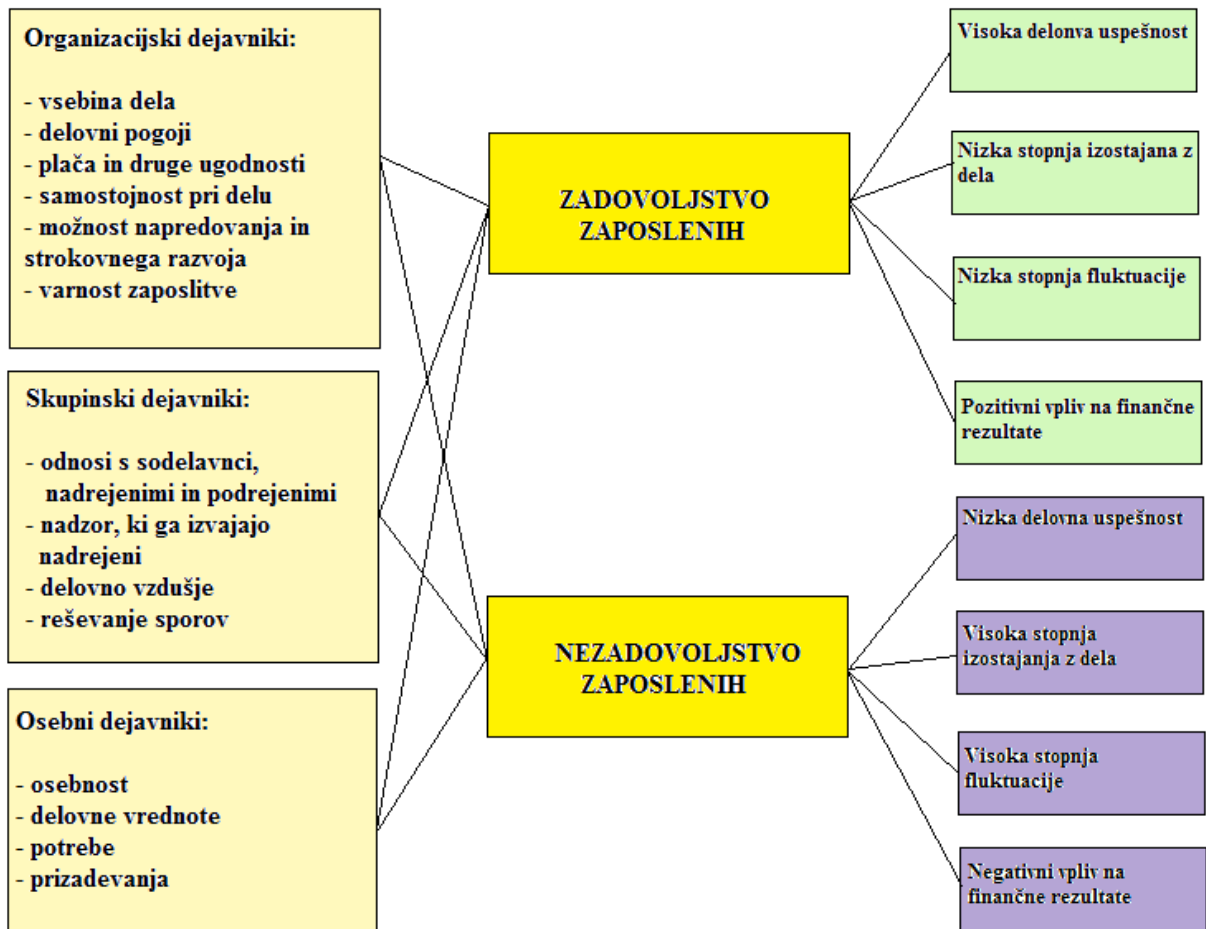 Organizacijski dejavniki:
- vsebina dela
- delovni pogoji
- plača in druge ugodnosti
- samostojnost pri delu
- možnost napredovanja in
strokovnega razvoja
- varnost zaposlitve
Skupinski dejavniki:
- odnosi s sodelavnci,
nadrejenimi in podrejenimi
- nadzor, ki ga izvajajo
nadrejeni
- delovno vzdušje
- reševanje sporov
Osebni dejavniki:
- osebnost
- delovne vrednote
- potrebe
- prizadevanja
ZADOVOLJSTVO
ZAPOSLENIH
NEZADOVOLJSTVO
ZAPOSLENIH
Visoka delonva uspešnost
Nizka stopnja izostajana z
dela
Nizka stopnja fluktuacije
Pozitivni vpliv na finančne
rezultate
Nizka delovna uspešnost
Visoka stopnja
izostajanja z dela
Visoka stopnja
fluktuacije
Negativni vpliv na
finančne rezultate